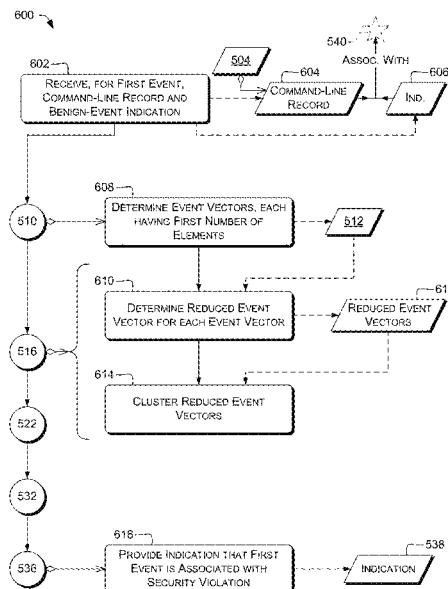 600
602
RECEIVE, FOR FIRST EVENT,
COMMAND-LINE RECORD AND
BENIGN-EVENT INDICATION
504
604
COMMAND-LINE
RECORD
540
ASSOC. WITH
606
IND.
510
608
DETERMINE EVENT VECTORS, EACH
HAVING FIRST NUMBER OF
ELEMENTS
512
516
610
DETERMINE REDUCED EVENT
VECTOR FOR EACH EVENT VECTOR
REDUCED EVENT
VECTORS
614
CLUSTER REDUCED EVENT
VECTORS
522
532
536
616
PROVIDE INDICATION THAT FIRST
EVENT IS ASSOCIATED WITH
SECURITY VIOLATION
538
INDICATION